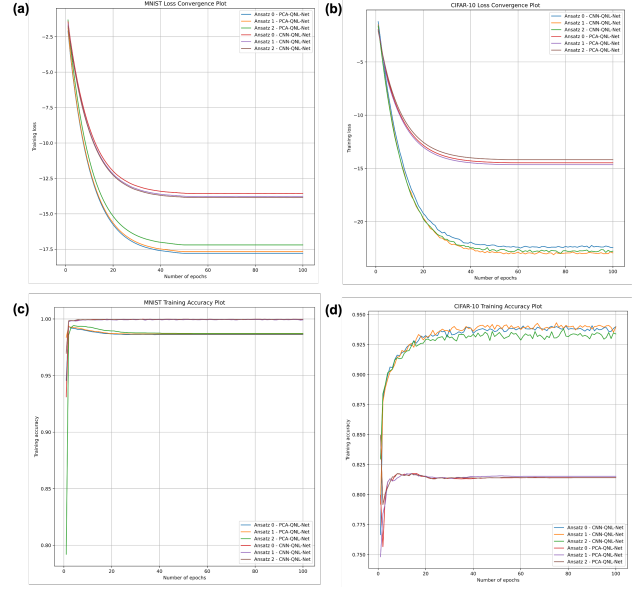 (a)
MNIST Loss Convergence Plot
Training loss
−2.5
−5.0
−7.5
−10.0
−12.5
−15.0
−17.5
0 20 40 60 80 100
Number of epochs
Ansatz 0 - PCA-QNL-Net
Ansatz 1 - PCA-QNL-Net
Ansatz 2 - PCA-QNL-Net
Ansatz 0 - CNN-QNL-Net
Ansatz 1 - CNN-QNL-Net
Ansatz 2 - CNN-QNL-Net
(b)
CIFAR-10 Loss Convergence Plot
Training loss
−5
−10
−15
−20
0 20 40 60 80 100
Number of epochs
Ansatz 0 - CNN-QNL-Net
Ansatz 1 - CNN-QNL-Net
Ansatz 2 - CNN-QNL-Net
Ansatz 0 - PCA-QNL-Net
Ansatz 1 - PCA-QNL-Net
Ansatz 2 - PCA-QNL-Net
(c)
MNIST Training Accuracy Plot
Training accuracy
1.00
0.95
0.90
0.85
0.80
0 20 40 60 80 100
Number of epochs
Ansatz 0 - PCA-QNL-Net
Ansatz 1 - PCA-QNL-Net
Ansatz 2 - PCA-QNL-Net
Ansatz 0 - CNN-QNL-Net
Ansatz 1 - CNN-QNL-Net
Ansatz 2 - CNN-QNL-Net
(d)
CIFAR-10 Training Accuracy Plot
Training accuracy
0.950
0.925
0.900
0.875
0.850
0.825
0.800
0.775
0.750
0 20 40 60 80 100
Number of epochs
Ansatz 0 - CNN-QNL-Net
Ansatz 1 - CNN-QNL-Net
Ansatz 2 - CNN-QNL-Net
Ansatz 0 - PCA-QNL-Net
Ansatz 1 - PCA-QNL-Net
Ansatz 2 - PCA-QNL-Net